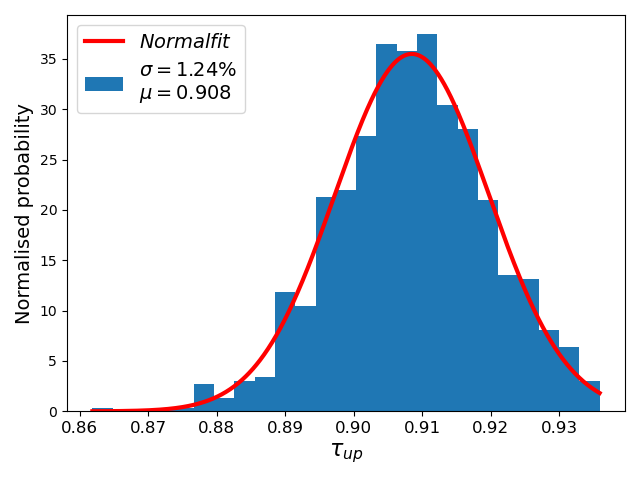 Normalfit
σ = 1.24%
μ = 0.908
Normalised probability
35
30
25
20
15
10
5
0
0.86 0.87 0.88 0.89 0.90 0.91 0.92 0.93
τup